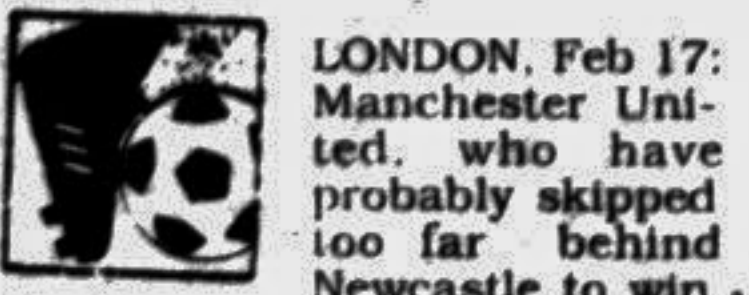 LONDON, Feb 17:
Manchester Uni-
ted, who have
probably skipped
too far behind
Newcastle to win